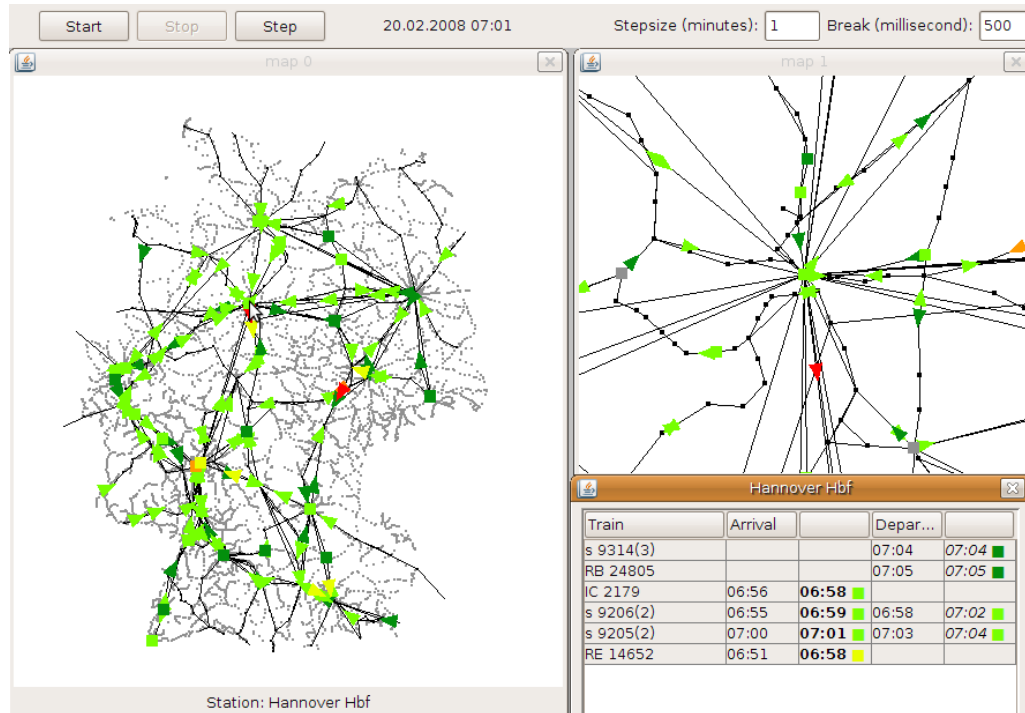 Start Stop Step 20.02.2008 07:01 Stepsize (minutes): 1 Break (millisecond): 500
map 0
map 1
Station: Hannover Hbf
Hannover Hbf
Train Arrival Depar...
s 9314(3) 07:04 07:04
RB 24805 07:05 07:05
IC 2179 06:56 06:58
s 9206(2) 06:55 06:59 06:58 07:02
s 9205(2) 07:00 07:01 07:03 07:04
RE 14652 06:51 06:58